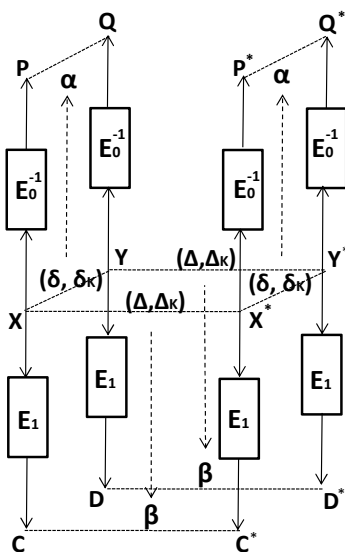 Q Q*
P P*
α α
E₀⁻¹ E₀⁻¹
E₀⁻¹ E₀⁻¹
Y (Δ,Δₖ) Y*
(δ, δₖ) (δ, δₖ)
X (Δ,Δₖ) X*
E₁ E₁
E₁ E₁
β
D D*
β
C C*